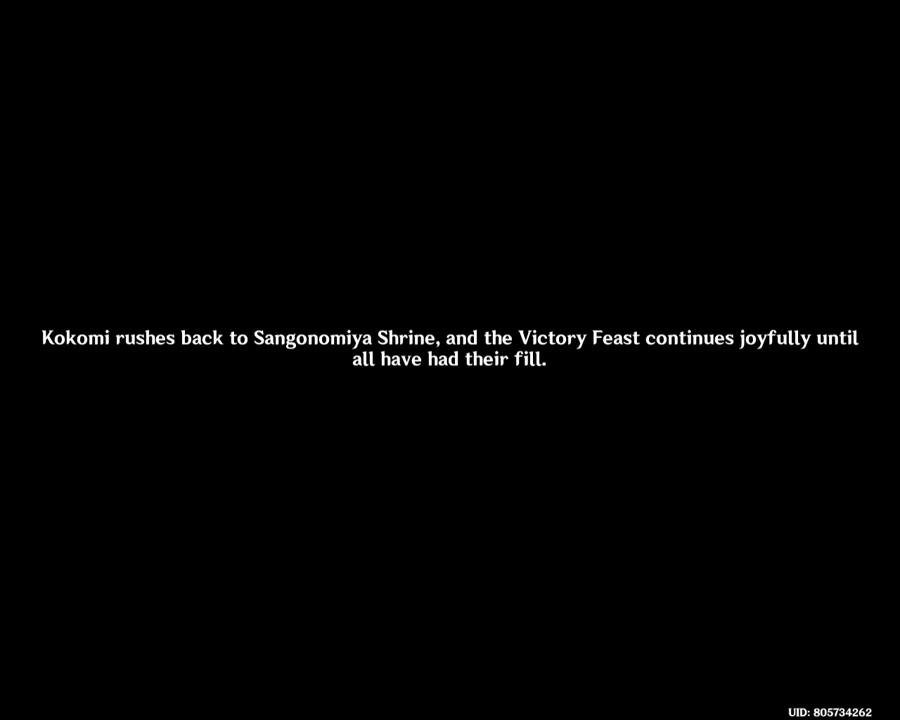 Kokomi rushes back to Sangonomiya Shrine, and the Victory Feast continues joyfully until
all have had their fill.
UID: 805734262